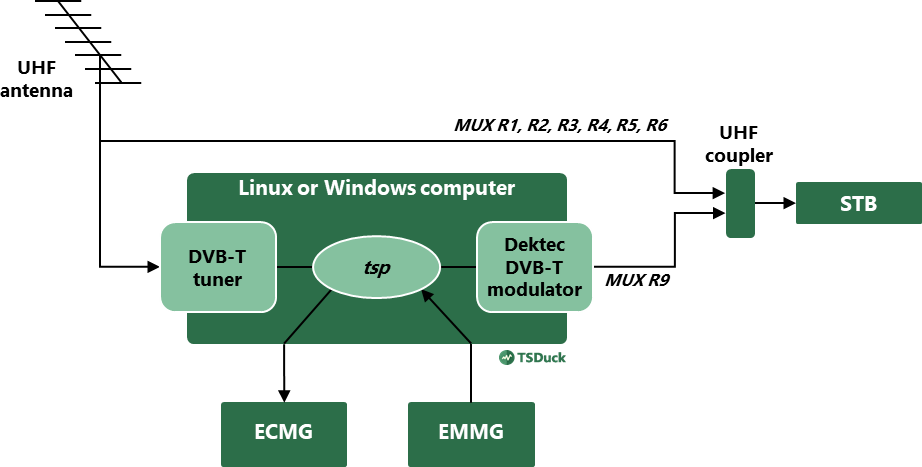 UHF
antenna
MUX R1, R2, R3, R4, R5, R6
UHF
coupler
Linux or Windows computer
STB
DVB-T
tuner
tsp
Dektec
DVB-T
modulator
MUX R9
TSDuck
ECMG
EMMG